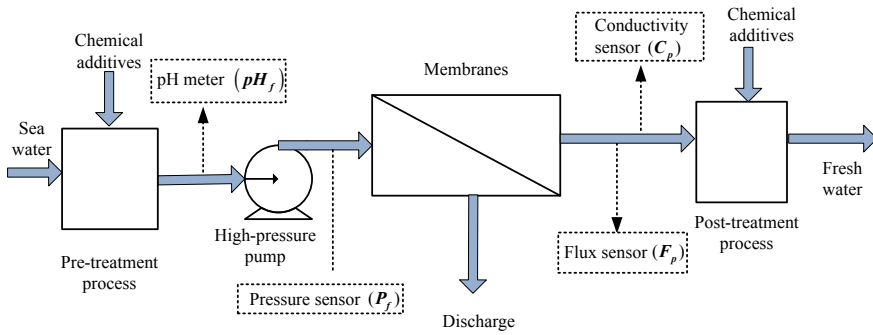 Chemical
additives
pH meter (pH_f)
Sea
water
Pre-treatment
process
High-pressure
pump
Pressure sensor (P_f)
Membranes
Discharge
Conductivity
sensor (C_p)
Flux sensor (F_p)
Chemical
additives
Fresh
water
Post-treatment
process